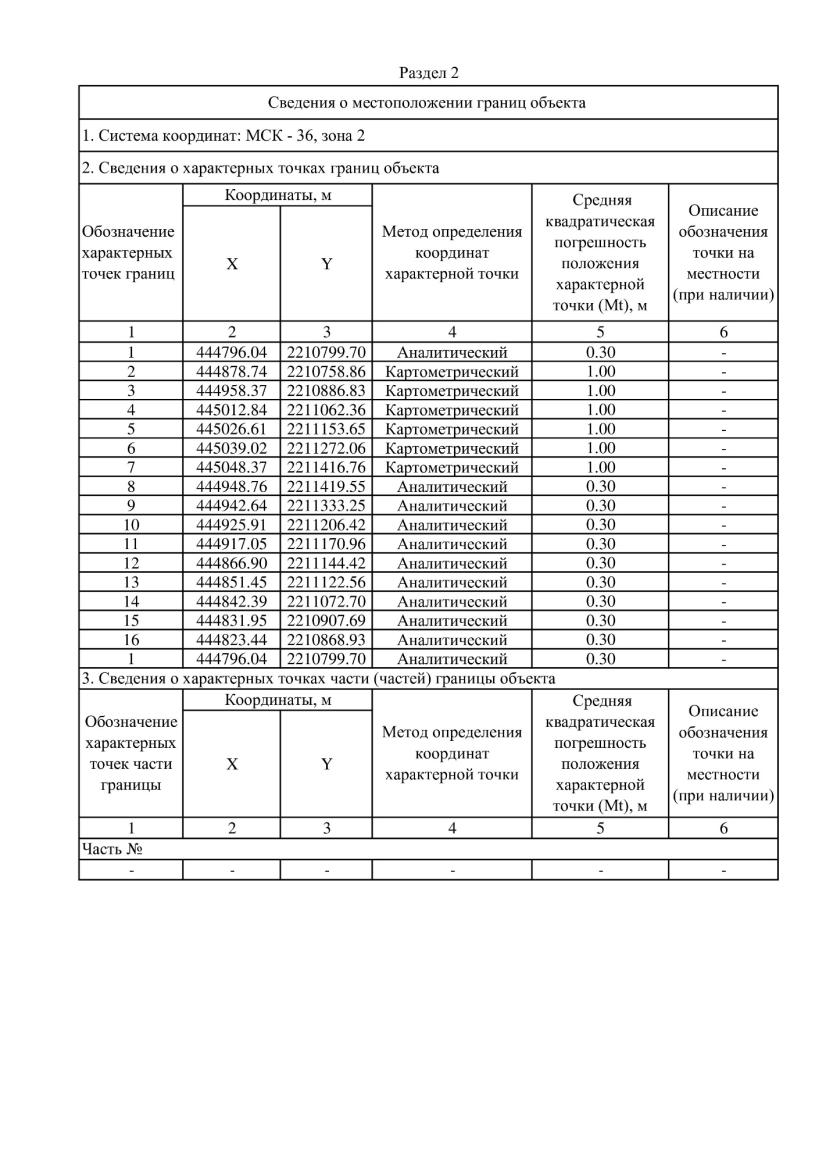 Раздел 2
Сведения о местоположении границ объекта
1. Система координат: МСК - 36, зона 2
2. Сведения о характерных точках границ объекта
Обозначение
характерных
точек границ
Координаты, м
X Y
Метод определения
координат
характерной точки
Средняя
квадратическая
погрешность
положения
характерной
точки (Mt), м
Описание
обозначения
точки на
местности
(при наличии)
1 2 3 4 5 6
1 444796.04 2210799.70 Аналитический 0.30 -
2 444878.74 2210758.86 Картометрический 1.00 -
3 444958.37 2210886.83 Картометрический 1.00 -
4 445012.84 2211062.36 Картометрический 1.00 -
5 445026.61 2211153.65 Картометрический 1.00 -
6 445039.02 2211272.06 Картометрический 1.00 -
7 445048.37 2211416.76 Картометрический 1.00 -
8 444948.76 2211419.55 Аналитический 0.30 -
9 444942.64 2211333.25 Аналитический 0.30 -
10 444925.91 2211206.42 Аналитический 0.30 -
11 444917.05 2211170.96 Аналитический 0.30 -
12 444866.90 2211144.42 Аналитический 0.30 -
13 444851.45 2211122.56 Аналитический 0.30 -
14 444842.39 2211072.70 Аналитический 0.30 -
15 444831.95 2210907.69 Аналитический 0.30 -
16 444823.44 2210868.93 Аналитический 0.30 -
1 444796.04 2210799.70 Аналитический 0.30 -
3. Сведения о характерных точках части (частей) границы объекта
Обозначение
характерных
точек части
границы
Координаты, м
X Y
Метод определения
координат
характерной точки
Средняя
квадратическая
погрешность
положения
характерной
точки (Mt), м
Описание
обозначения
точки на
местности
(при наличии)
1 2 3 4 5 6
Часть №
- - - - - -